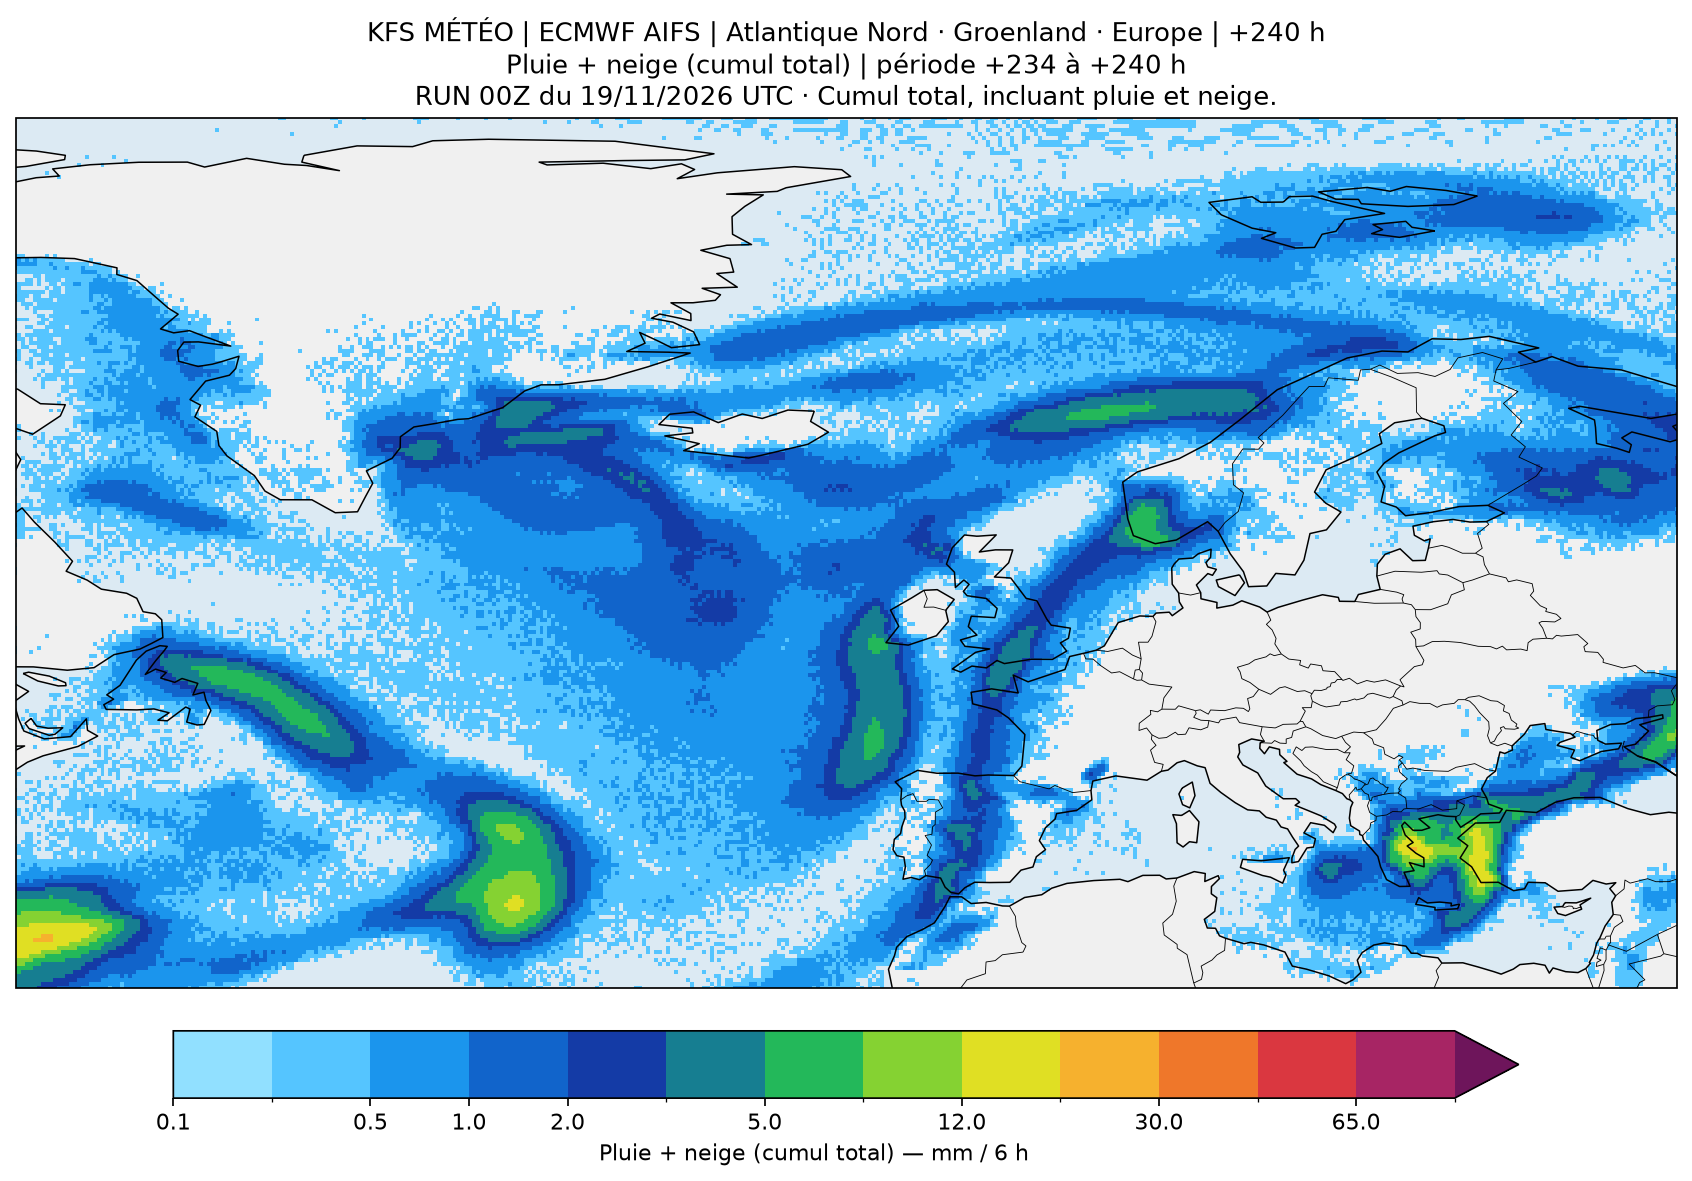 KFS MÉTÉO | ECMWF AIFS | Atlantique Nord · Groenland · Europe | +240 h
Pluie + neige (cumul total) | période +234 à +240 h
RUN 00Z du 19/11/2026 UTC · Cumul total, incluant pluie et neige.
0.1 0.5 1.0 2.0 5.0 12.0 30.0 65.0
Pluie + neige (cumul total) — mm / 6 h